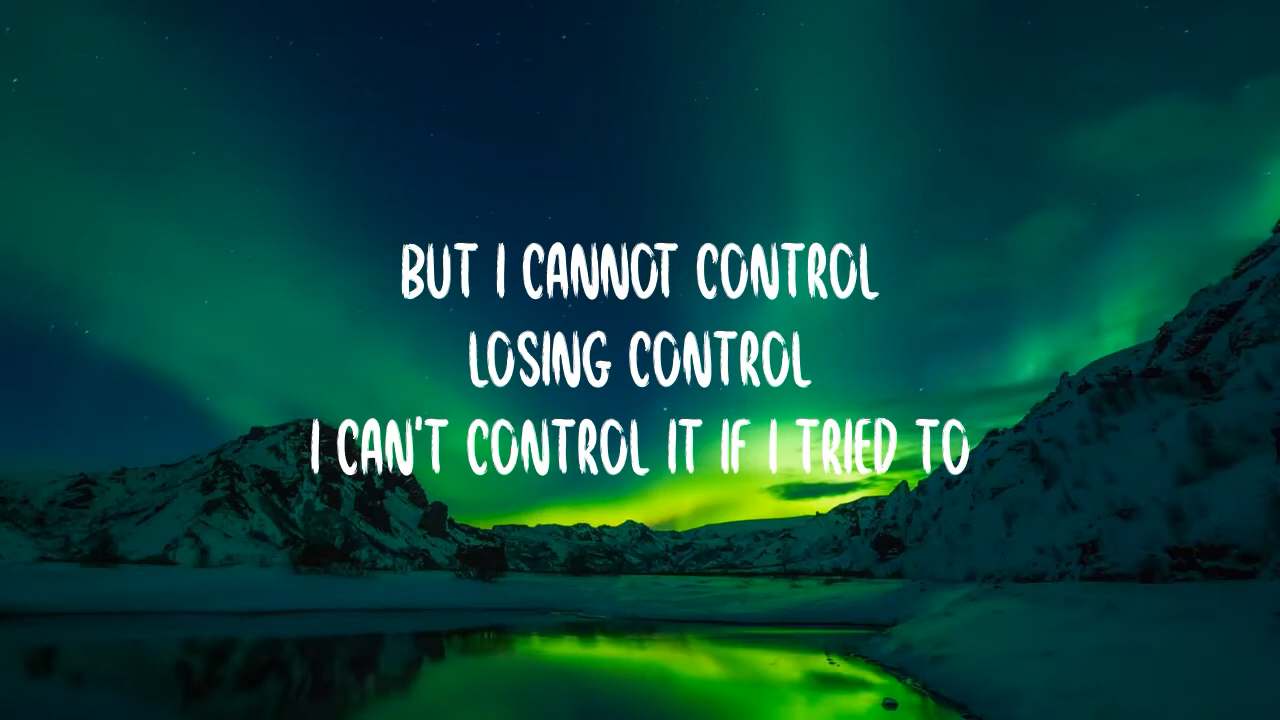 BUT I CANNOT CONTROL
LOSING CONTROL
I CAN'T CONTROL IT IF I TRIED TO